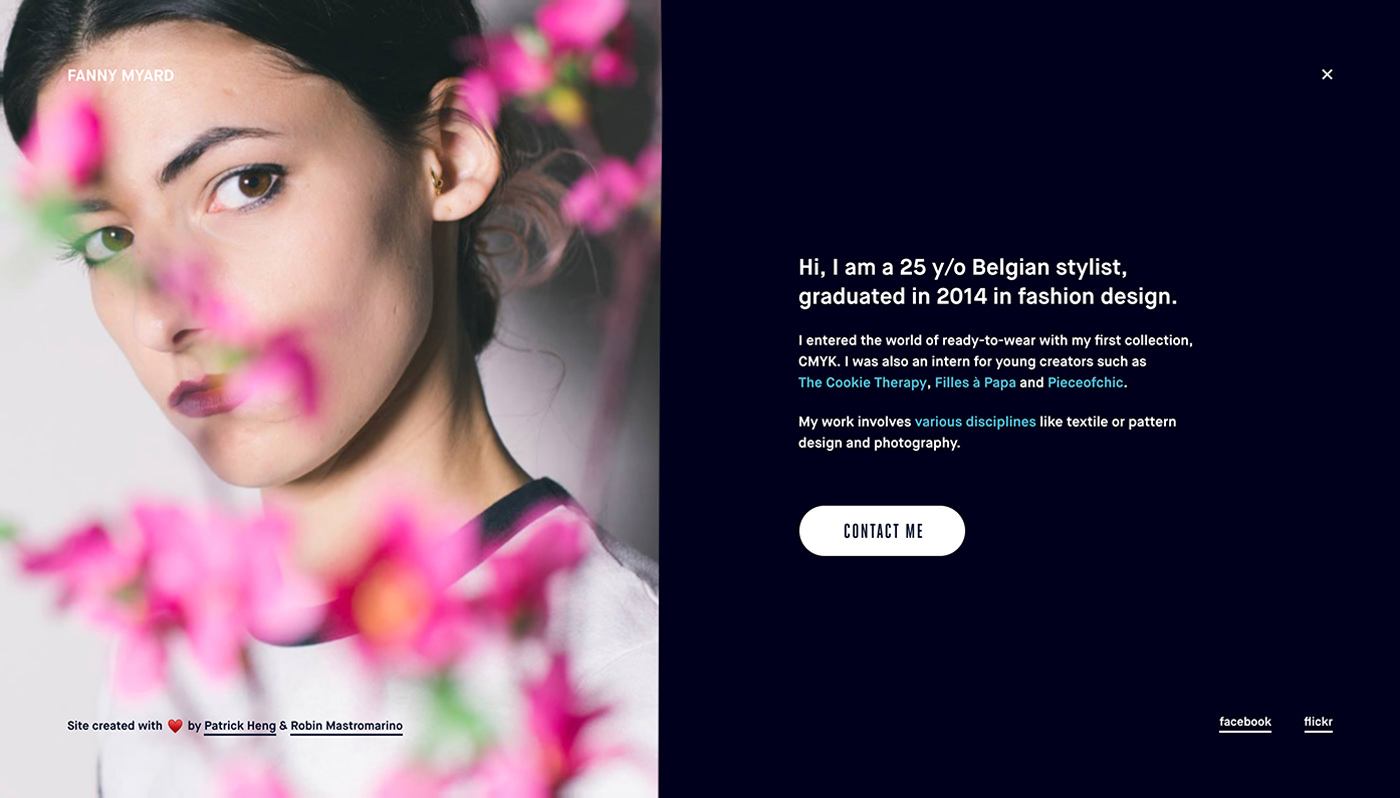 FANNY MYARD
×
Hi, I am a 25 y/o Belgian stylist,
graduated in 2014 in fashion design.
I entered the world of ready-to-wear with my first collection,
CMYK. I was also an intern for young creators such as
The Cookie Therapy, Filles à Papa and Pieceofchic.
My work involves various disciplines like textile or pattern
design and photography.
CONTACT ME
Site created with ❤️ by Patrick Heng & Robin Mastromarino
facebook flickr